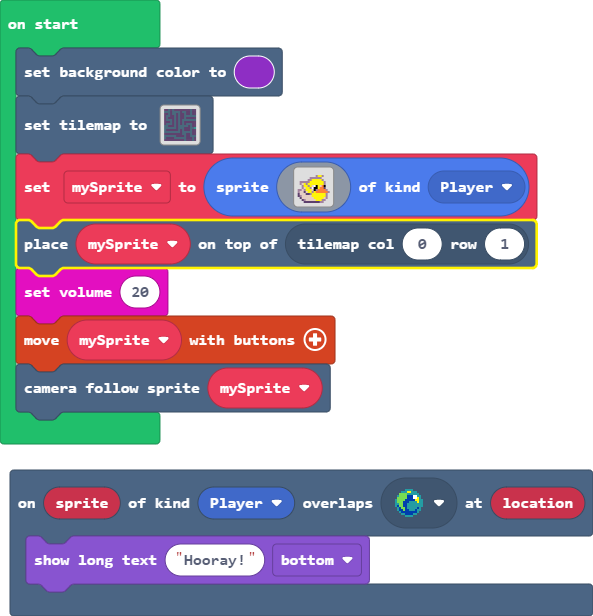 on start
set background color to
set tilemap to
set mySprite to sprite of kind Player
place mySprite on top of tilemap col 0 row 1
set volume 20
move mySprite with buttons
camera follow sprite mySprite
on sprite of kind Player overlaps at location
show long text "Hooray!" bottom